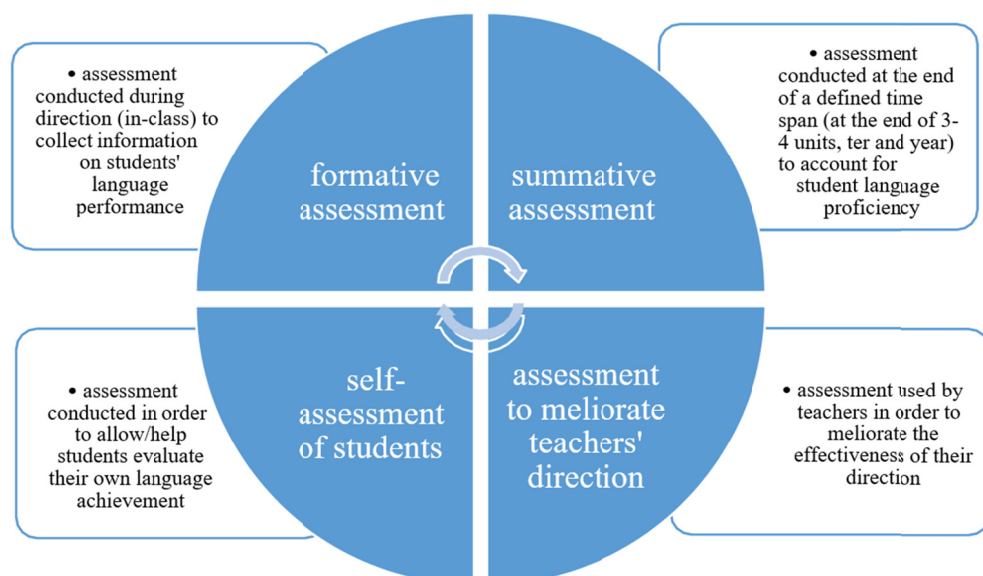 • assessment
conducted during
direction (in-class) to
collect information
on students'
language
performance
formative
assessment
summative
assessment
• assessment
conducted at the end
of a defined time
span (at the end of 3-
4 units, ter and year)
to account for
student language
proficiency
• assessment
conducted in order
to allow/help
students evaluate
their own language
achievement
self-
assessment
of students
assessment
to meliorate
teachers'
direction
• assessment used by
teachers in order to
meliorate the
effectiveness of their
direction